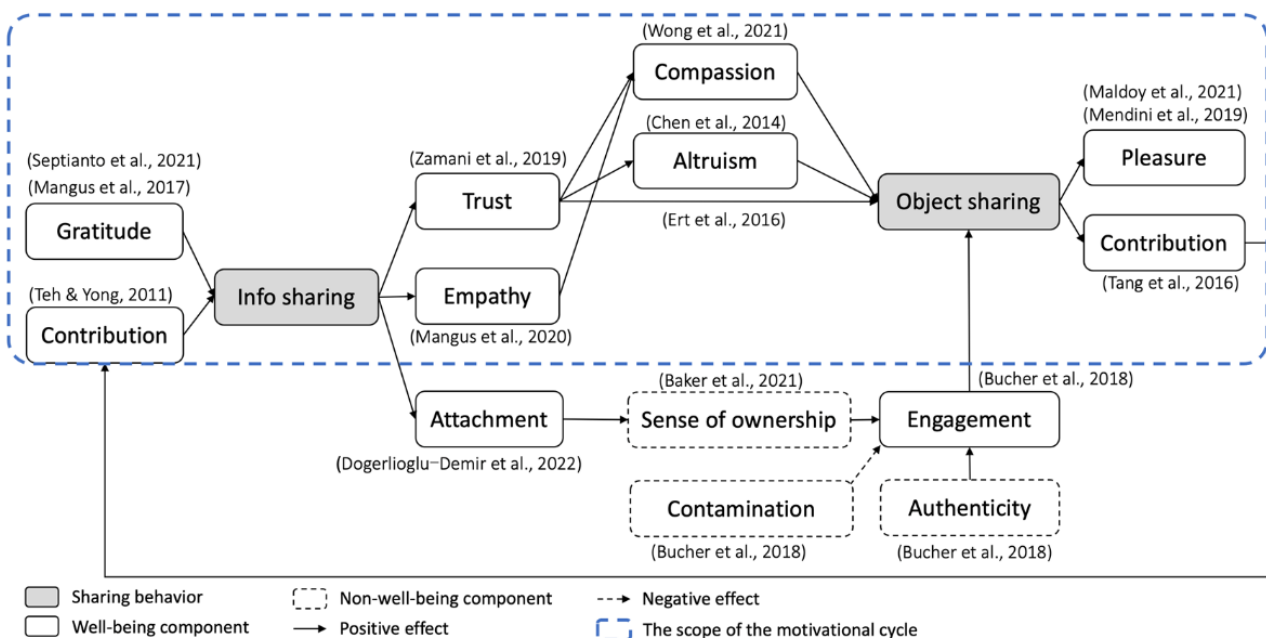 (Wong et al., 2021)
Compassion
(Maldoy et al., 2021)
(Mendini et al., 2019)
Pleasure
(Chen et al., 2014)
Altruism
(Septianto et al., 2021)
(Mangus et al., 2017)
Gratitude
(Zamani et al., 2019)
Trust
(Ert et al., 2016)
Object sharing
Contribution
(Tang et al., 2016)
(Teh & Yong, 2011)
Contribution
Info sharing
Empathy
(Mangus et al., 2020)
(Baker et al., 2021)
(Bucher et al., 2018)
Attachment
Sense of ownership
Engagement
(Dogerlioglu–Demir et al., 2022)
Contamination
Authenticity
(Bucher et al., 2018)
(Bucher et al., 2018)
Sharing behavior
Non-well-being component
Negative effect
Well-being component
Positive effect
The scope of the motivational cycle